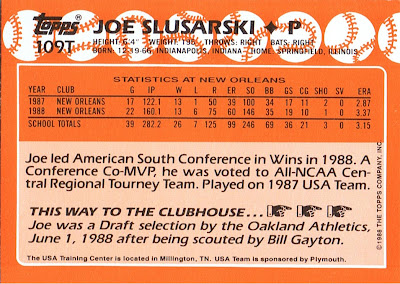 Topps
109T
JOE SLUSARSKI ♦ P
HEIGHT: 6'4" WEIGHT: 195 THROWS: RIGHT BATS: RIGHT
BORN: 12-19-66 INDIANAPOLIS, INDIANA HOME: SPRINGFIELD, ILLINOIS
STATISTICS AT NEW ORLEANS
YEAR CLUB G IP W L R SO BB GS CG SHO SV ERA
1987 NEW ORLEANS 17 122.1 13 1 50 39 100 34 17 11 2 0 2.87
1988 NEW ORLEANS 22 160.1 13 6 75 60 146 35 19 10 1 0 3.37
SCHOOL TOTALS 39 282.2 26 7 125 99 246 69 36 21 3 0 3.15
Joe led American South Conference in Wins in 1988. A
Conference Co-MVP, he was voted to All-NCAA Cen-
tral Regional Tourney Team. Played on 1987 USA Team.
THIS WAY TO THE CLUBHOUSE...
Joe was a Draft selection by the Oakland Athletics,
June 1, 1988 after being scouted by Bill Gayton.
The USA Training Center is located in Millington, TN. USA Team is sponsored by Plymouth.
©1988 THE TOPPS COMPANY, INC.